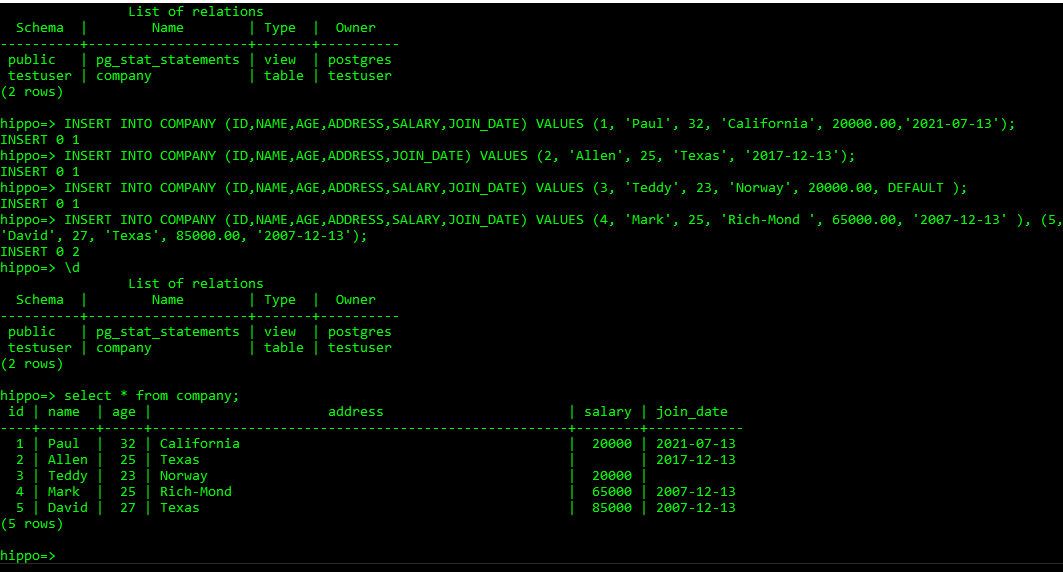 List of relations
  Schema  |        Name        | Type  |  Owner
----------+--------------------+-------+----------
 public   | pg_stat_statements | view  | postgres
 testuser | company            | table | testuser
(2 rows)

hippo=> INSERT INTO COMPANY (ID,NAME,AGE,ADDRESS,SALARY,JOIN_DATE) VALUES (1, 'Paul', 32, 'California', 20000.00,'2021-07-13');
INSERT 0 1
hippo=> INSERT INTO COMPANY (ID,NAME,AGE,ADDRESS,JOIN_DATE) VALUES (2, 'Allen', 25, 'Texas', '2017-12-13');
INSERT 0 1
hippo=> INSERT INTO COMPANY (ID,NAME,AGE,ADDRESS,SALARY,JOIN_DATE) VALUES (3, 'Teddy', 23, 'Norway', 20000.00, DEFAULT );
INSERT 0 1
hippo=> INSERT INTO COMPANY (ID,NAME,AGE,ADDRESS,SALARY,JOIN_DATE) VALUES (4, 'Mark', 25, 'Rich-Mond ', 65000.00, '2007-12-13' ), (5,
'David', 27, 'Texas', 85000.00, '2007-12-13');
INSERT 0 2
hippo=> \d
                List of relations
  Schema  |        Name        | Type  |  Owner
----------+--------------------+-------+----------
 public   | pg_stat_statements | view  | postgres
 testuser | company            | table | testuser
(2 rows)

hippo=> select * from company;
 id | name  | age |                      address                       | salary | join_date
----+-------+-----+----------------------------------------------------+--------+------------
  1 | Paul  |  32 | California                                         |  20000 | 2021-07-13
  2 | Allen |  25 | Texas                                              |        | 2017-12-13
  3 | Teddy |  23 | Norway                                             |  20000 |
  4 | Mark  |  25 | Rich-Mond                                          |  65000 | 2007-12-13
  5 | David |  27 | Texas                                              |  85000 | 2007-12-13
(5 rows)

hippo=>